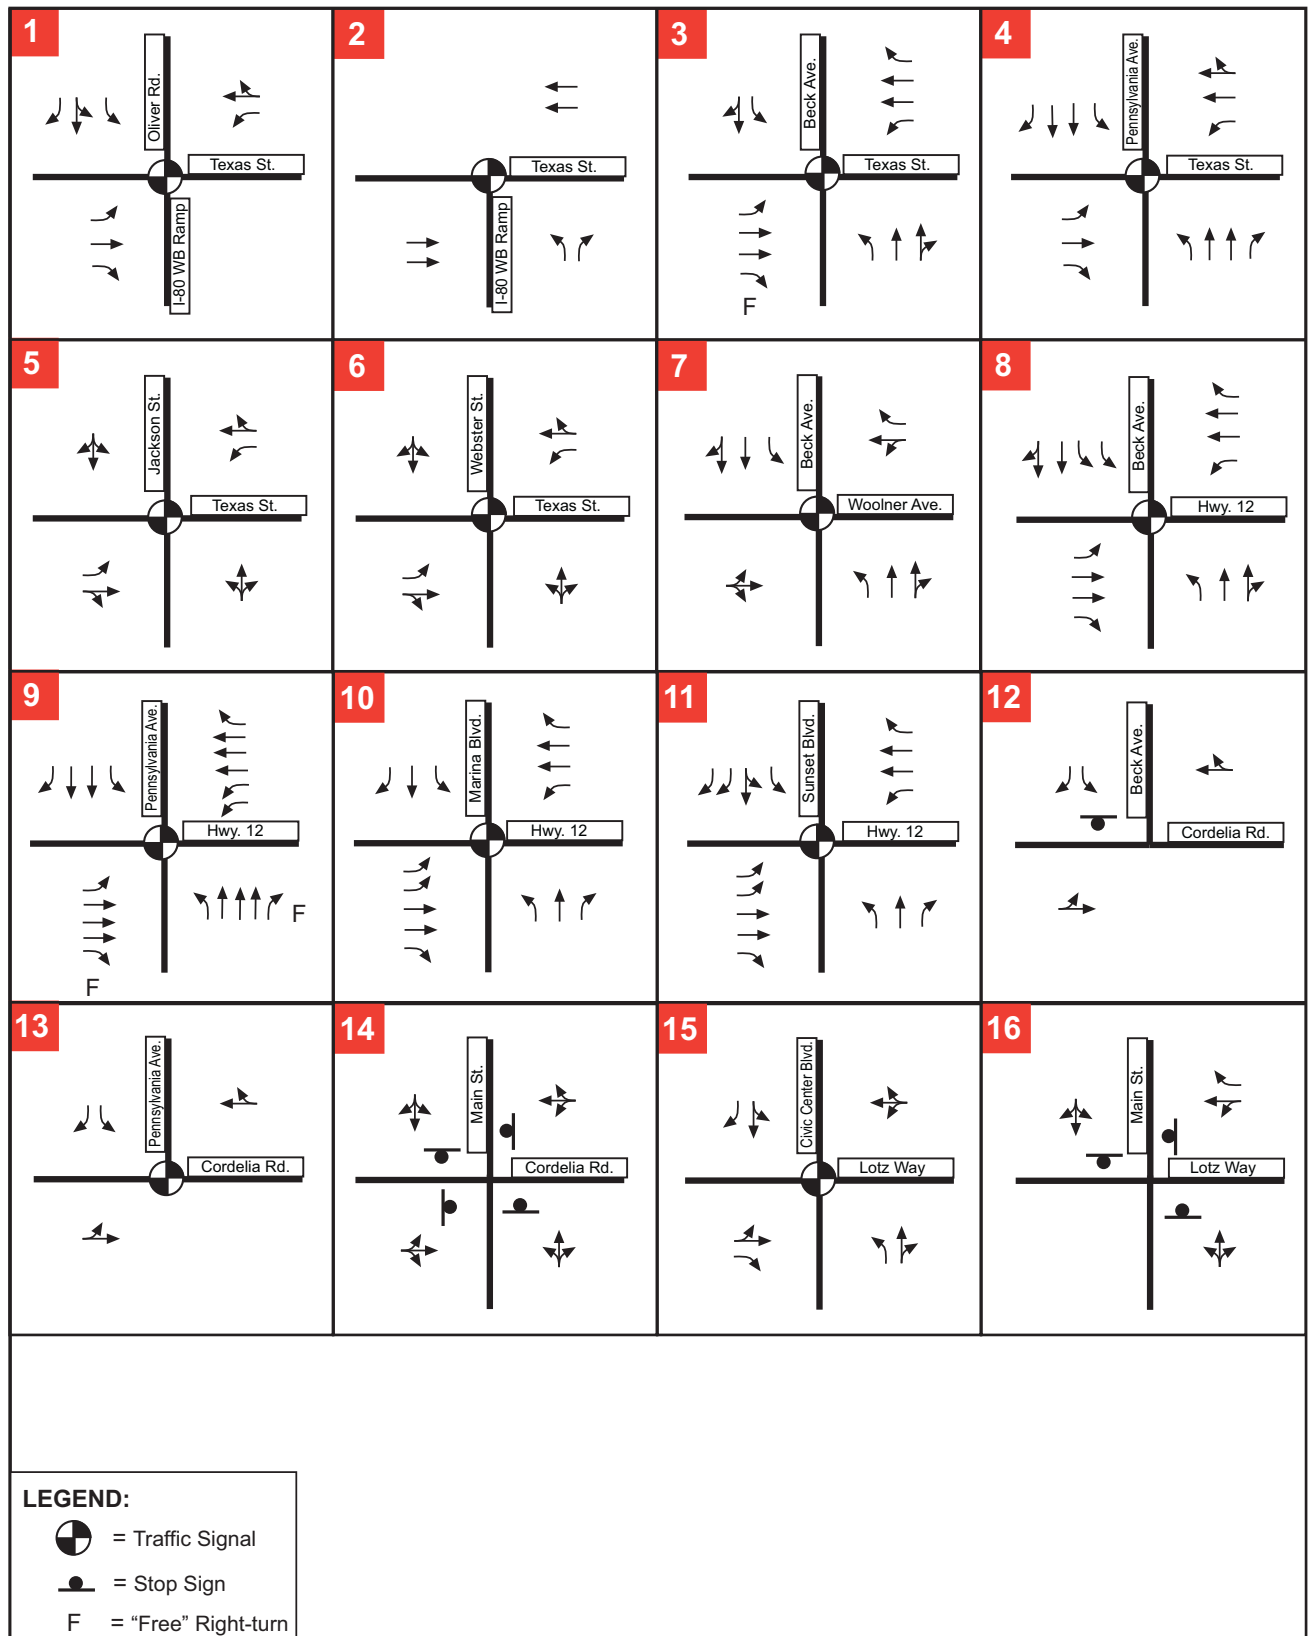 1
Oliver Rd.
Texas St.
I-80 WB Ramp
2
Texas St.
I-80 WB Ramp
3
Beck Ave.
Texas St.
F
4
Pennsylvania Ave.
Texas St.
5
Jackson St.
Texas St.
6
Webster St.
Texas St.
7
Beck Ave.
Woolner Ave.
8
Beck Ave.
Hwy. 12
9
Pennsylvania Ave.
Hwy. 12
F
F
10
Marina Blvd.
Hwy. 12
11
Sunset Blvd.
Hwy. 12
12
Beck Ave.
Cordelia Rd.
13
Pennsylvania Ave.
Cordelia Rd.
14
Main St.
Cordelia Rd.
15
Civic Center Blvd.
Lotz Way
16
Main St.
Lotz Way
LEGEND:
= Traffic Signal
= Stop Sign
F = “Free” Right-turn